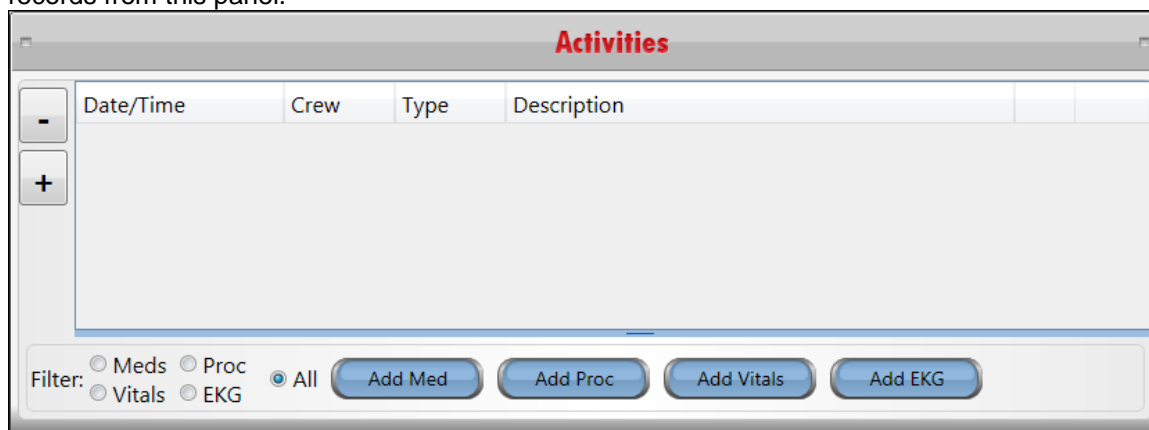 records from this panel.
Activities
Date/Time Crew Type Description
-
+
Filter: Meds Proc All Add Med Add Proc Add Vitals Add EKG
Vitals EKG